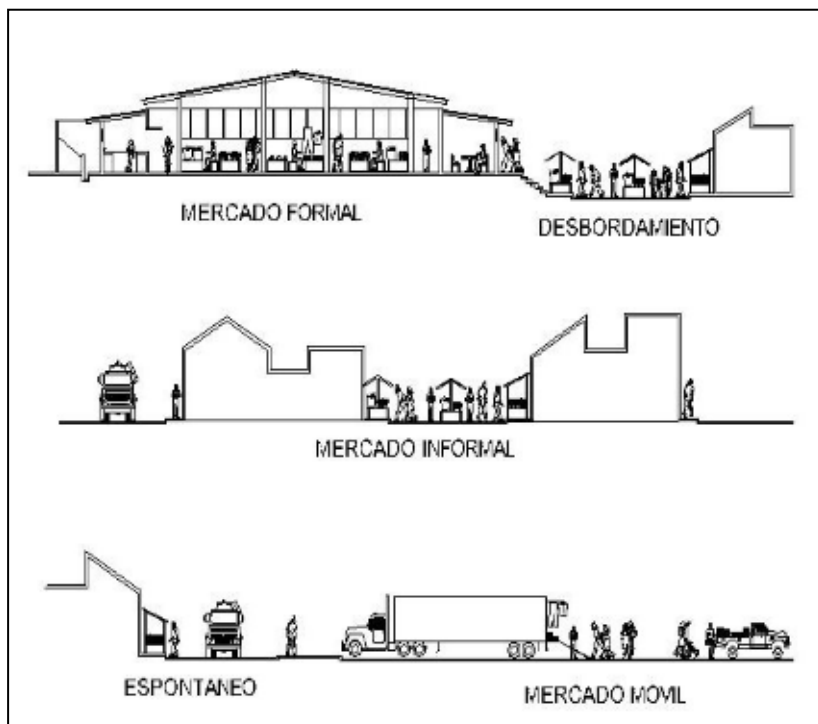 MERCADO FORMAL
DESBORDAMIENTO
MERCADO INFORMAL
ESPONTANEO
MERCADO MOVIL